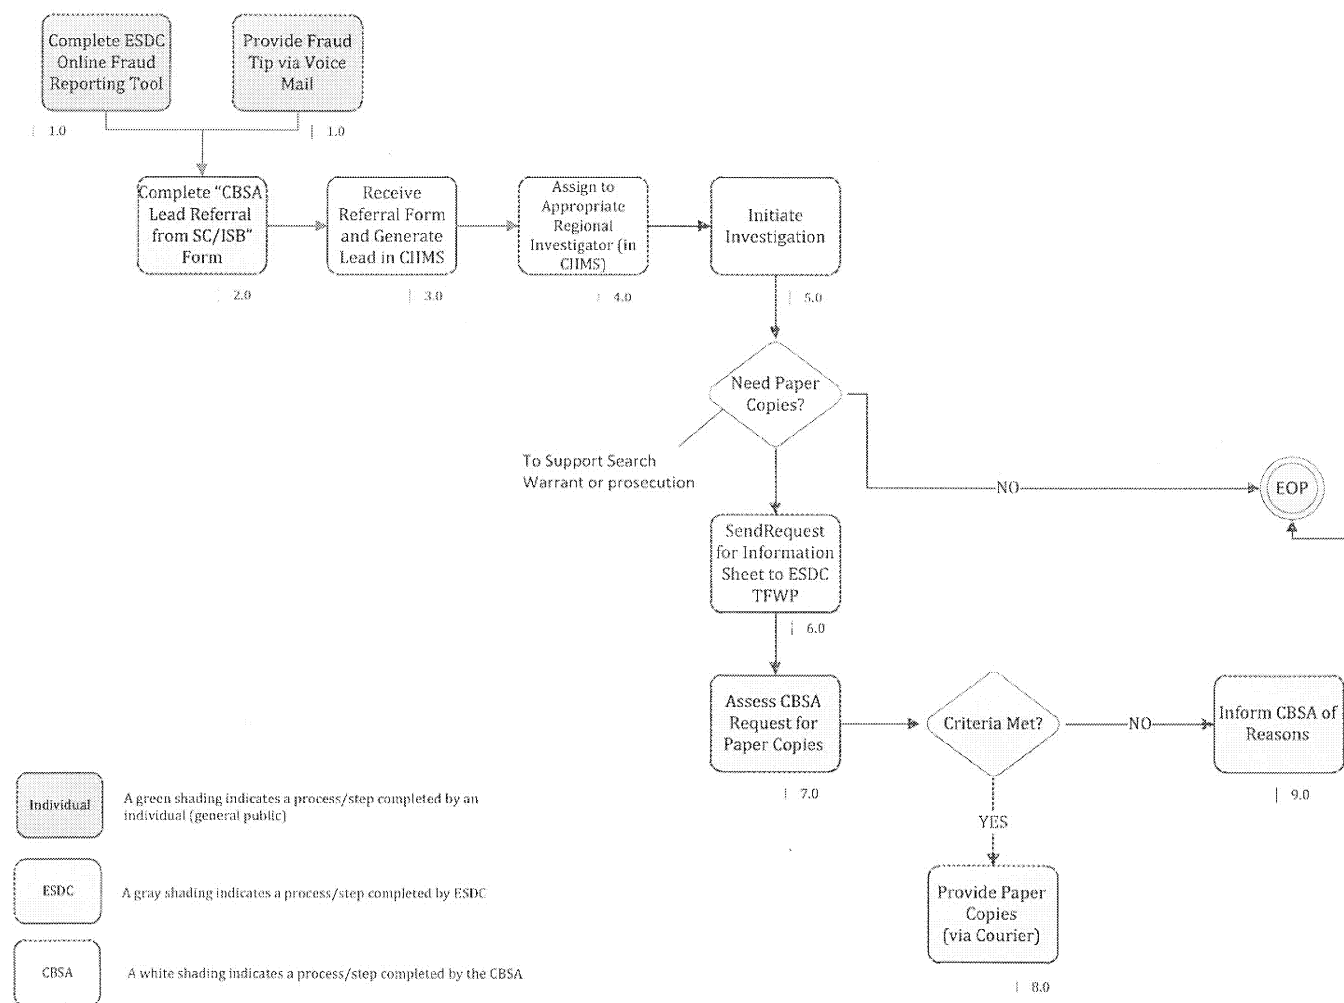 Complete ESDC
Online Fraud
Reporting Tool
Provide Fraud
Tip via Voice
Mail
1.0
1.0
Complete “CBSA
Lead Referral
from SC/ISB”
Form
Receive
Referral Form
and Generate
Lead in CIIMS
Assign to
Appropriate
Regional
Investigator (in
CIIMS)
Initiate
Investigation
2.0
3.0
4.0
5.0
Need Paper
Copies?
To Support Search
Warrant or prosecution
NO
EOP
SendRequest
for Information
Sheet to ESDC
TFWP
6.0
Assess CBSA
Request for
Paper Copies
Criteria Met?
NO
Inform CBSA of
Reasons
7.0
9.0
YES
Provide Paper
Copies
(via Courier)
8.0
Individual
A green shading indicates a process/step completed by an
individual (general public)
ESDC
A gray shading indicates a process/step completed by ESDC
CBSA
A white shading indicates a process/step completed by the CBSA